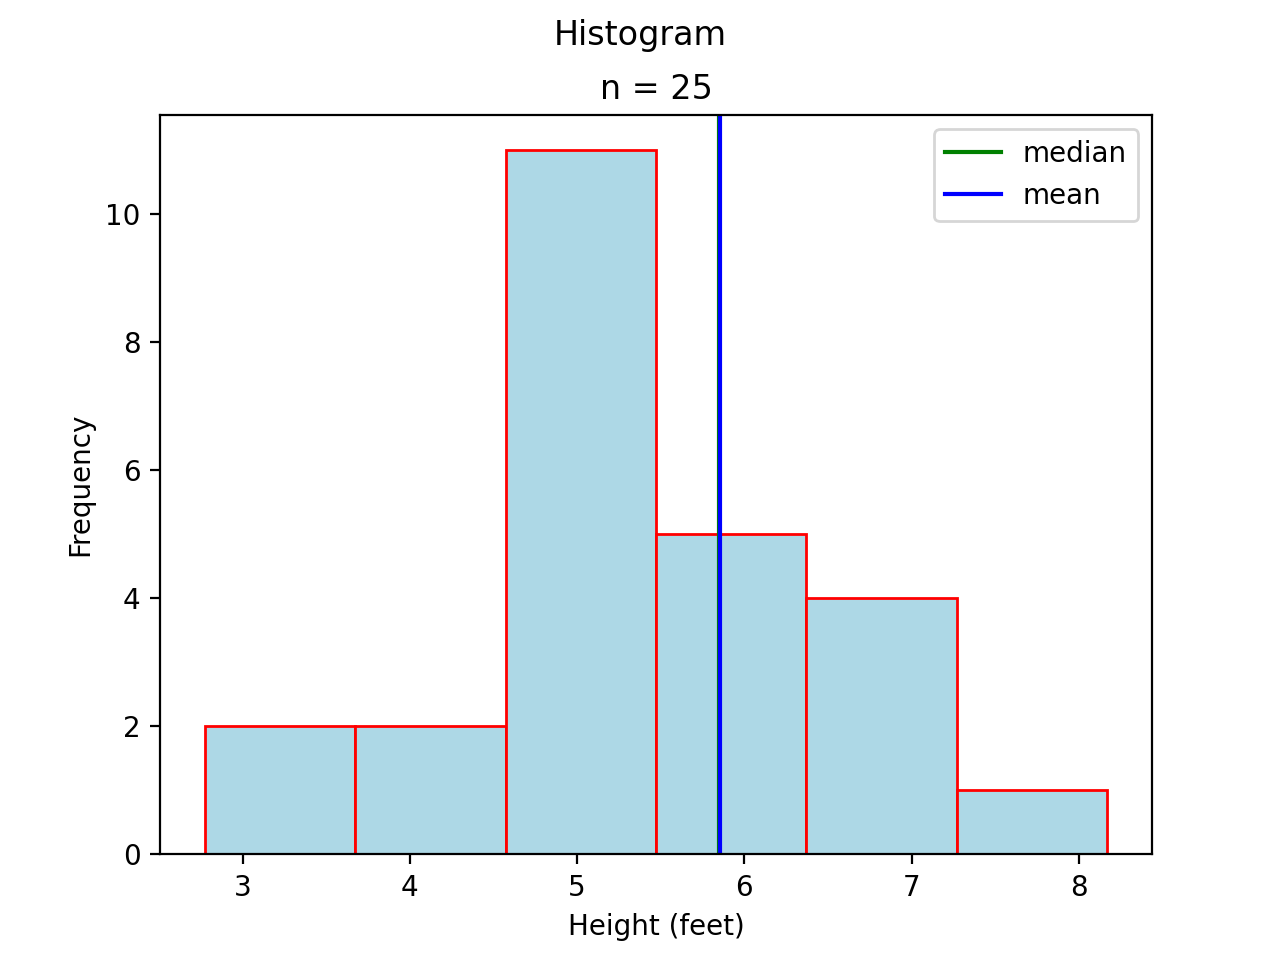 Histogram
n = 25
median
mean
10
8
6
4
2
0
Frequency
3 4 5 6 7 8
Height (feet)